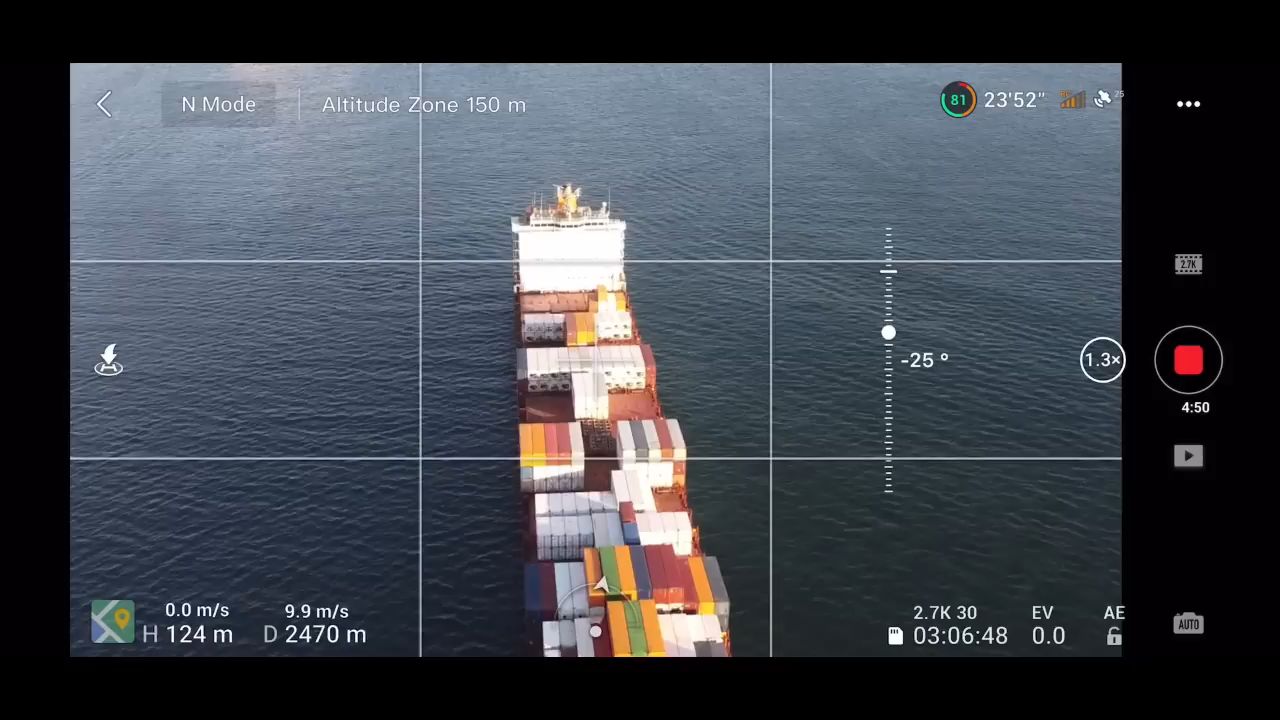 N Mode
Altitude Zone 150 m
81
23'52"
25
2.7K
-25 °
1.3×
4:50
0.0 m/s
9.9 m/s
H 124 m
D 2470 m
2.7K 30
EV
AE
03:06:48
0.0
AUTO